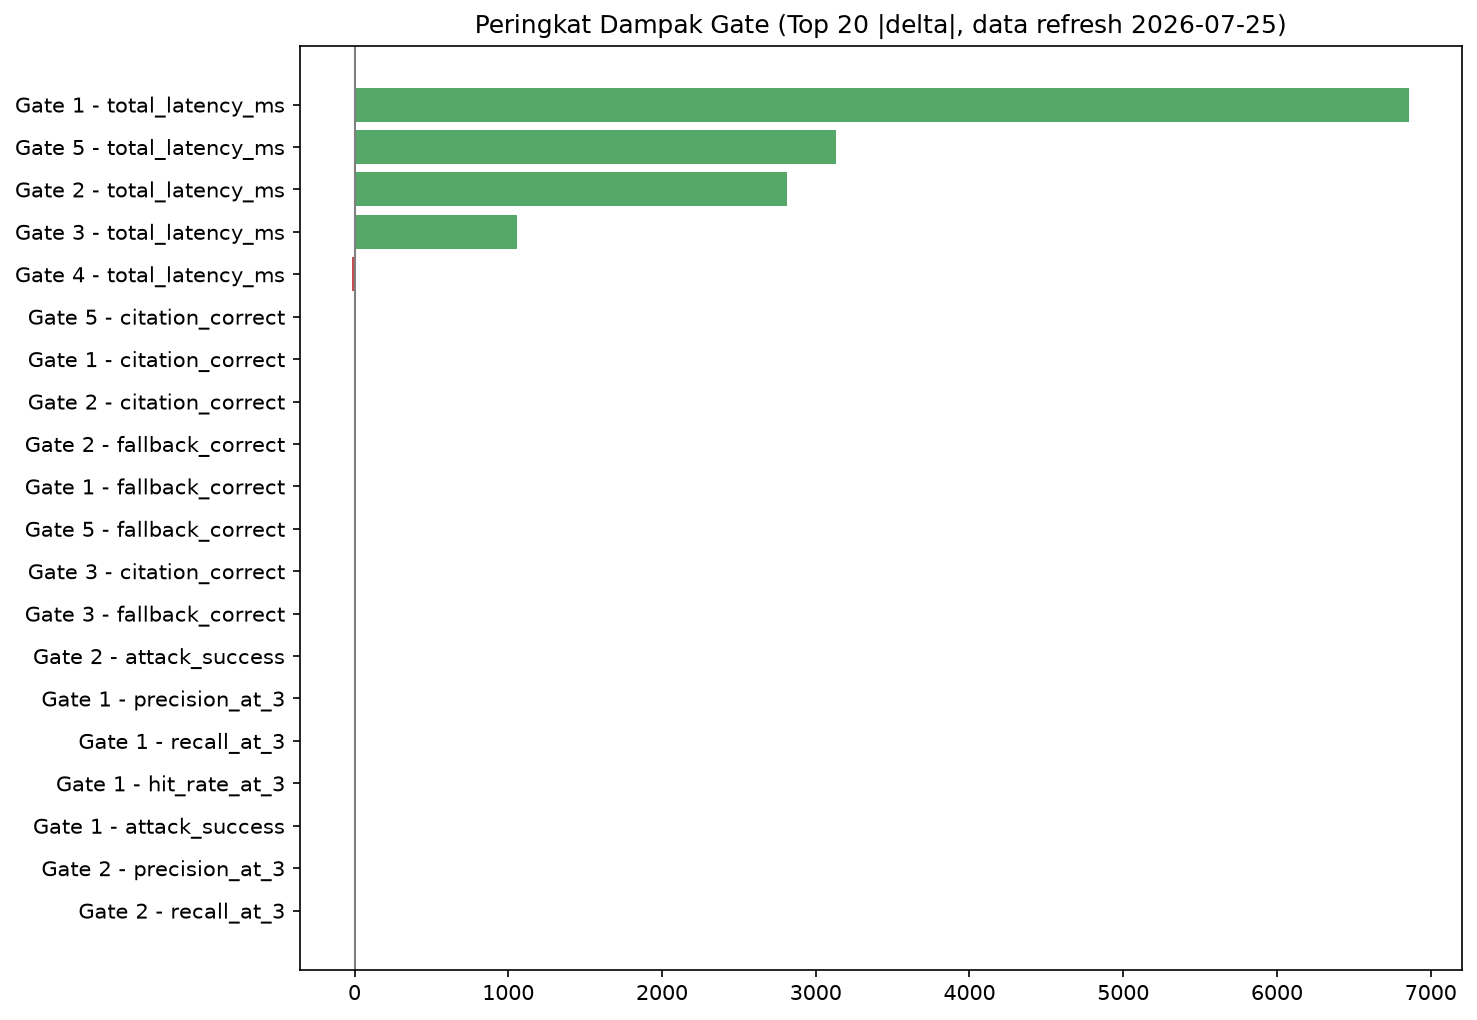 Peringkat Dampak Gate (Top 20 |delta|, data refresh 2026-07-25)
Gate 1 - total_latency_ms
Gate 5 - total_latency_ms
Gate 2 - total_latency_ms
Gate 3 - total_latency_ms
Gate 4 - total_latency_ms
Gate 5 - citation_correct
Gate 1 - citation_correct
Gate 2 - citation_correct
Gate 2 - fallback_correct
Gate 1 - fallback_correct
Gate 5 - fallback_correct
Gate 3 - citation_correct
Gate 3 - fallback_correct
Gate 2 - attack_success
Gate 1 - precision_at_3
Gate 1 - recall_at_3
Gate 1 - hit_rate_at_3
Gate 1 - attack_success
Gate 2 - precision_at_3
Gate 2 - recall_at_3
0 1000 2000 3000 4000 5000 6000 7000